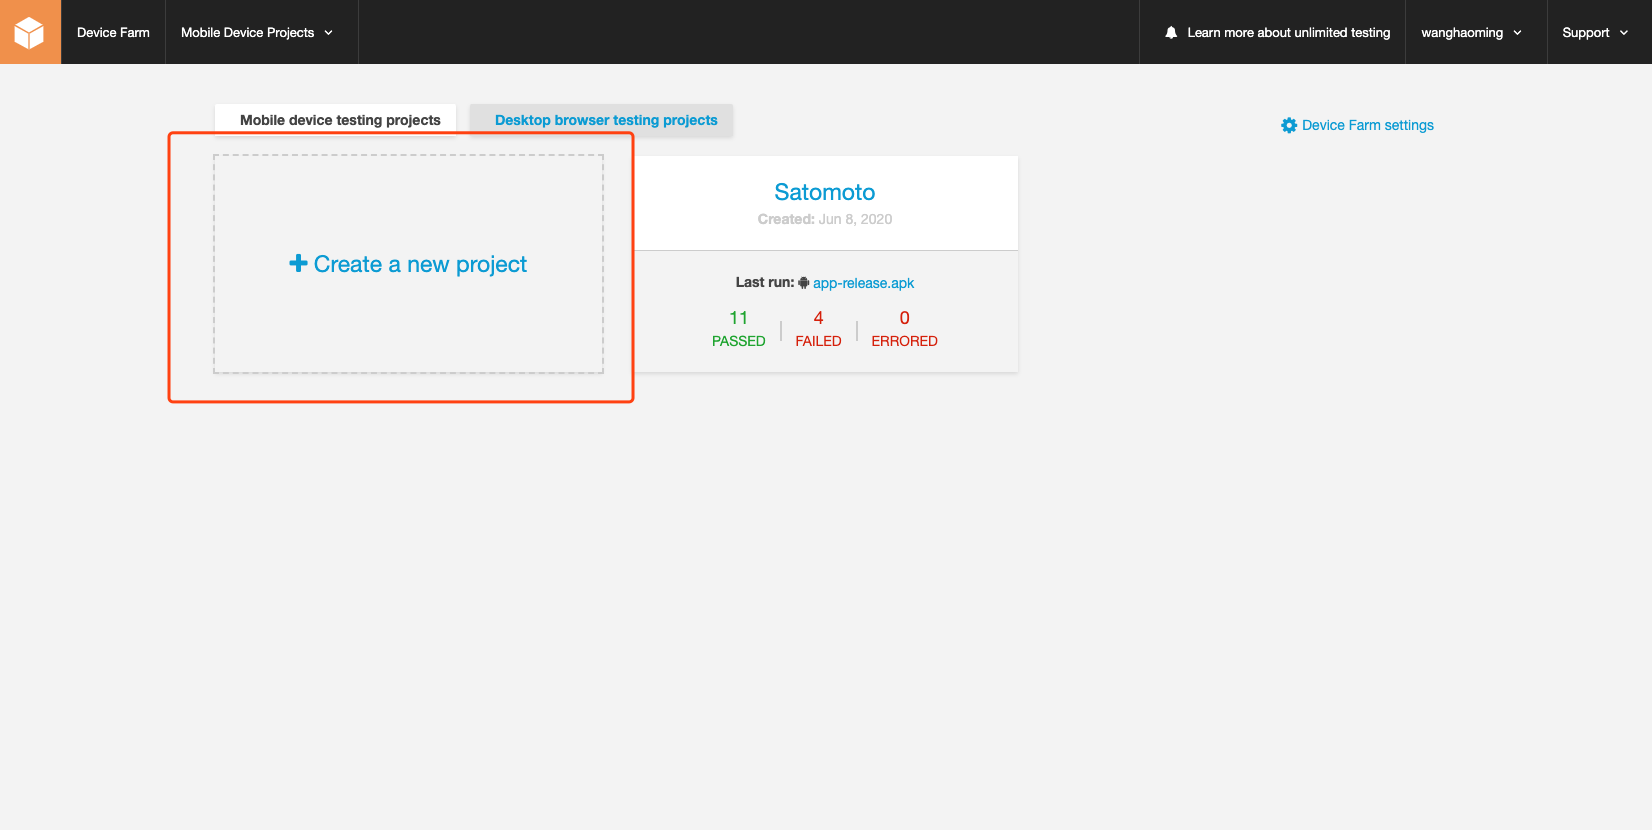 Device Farm
Mobile Device Projects
Learn more about unlimited testing
wanghaoming
Support
Mobile device testing projects
Desktop browser testing projects
Device Farm settings
Create a new project
Satomoto
Created: Jun 8, 2020
Last run: app-release.apk
11 4 0
PASSED FAILED ERRORED